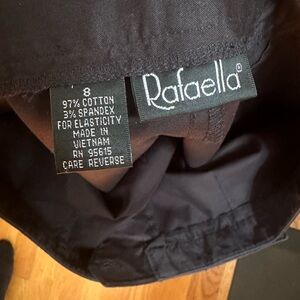 8
97% COTTON
3% SPANDEX
FOR ELASTICITY
MADE IN
VIETNAM
RN 95615
CARE REVERSE
Rafaella®